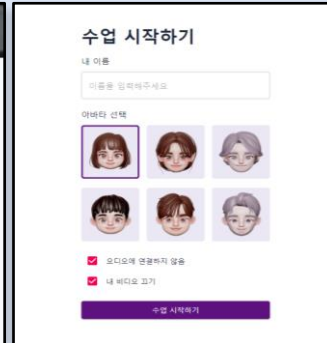 수업 시작하기
내 이름
이름을 입력해주세요
아바타 선택
오디오에 연결하지 않음
내 비디오 끄기
수업 시작하기